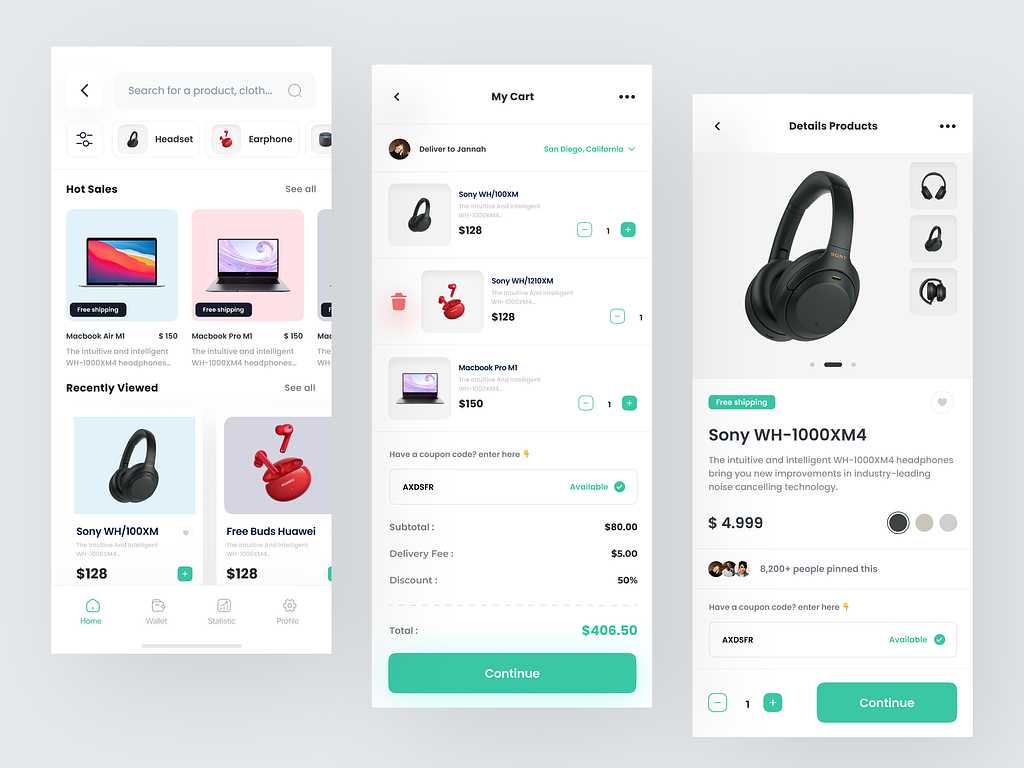 Search for a product, cloth...
Headset
Earphone
Hot Sales
See all
Free shipping
Free shipping
F
Macbook Air M1
$ 150
Macbook Pro M1
$ 150
Mac
The intuitive and intelligent
WH-1000XM4 headphones...
The intuitive and intelligent
WH-1000XM4 headphones...
The
WH-
Recently Viewed
See all
HUAWEI
Sony WH/100XM
The Intuitive And Intelligent
WH-1000XM4...
$128
Free Buds Huawei
The Intuitive And Intelligent
WH-1000XM4...
$128
Home
Wallet
Statistic
Profile
My Cart
Deliver to Jannah
San Diego, California
Sony WH/100XM
The Intuitive And Intelligent
WH-1000XM4...
$128
1
Sony WH/1210XM
The Intuitive And Intelligent
WH-1000XM4...
$128
1
Macbook Pro M1
The Intuitive And Intelligent
WH-1000XM4...
$150
1
Have a coupon code? enter here 👇
AXDSFR
Available
Subtotal :
$80.00
Delivery Fee :
$5.00
Discount :
50%
Total :
$406.50
Continue
Details Products
SONY
Free shipping
Sony WH-1000XM4
The intuitive and intelligent WH-1000XM4 headphones
bring you new improvements in industry-leading
noise cancelling technology.
$ 4.999
8,200+ people pinned this
Have a coupon code? enter here 👇
AXDSFR
Available
1
Continue